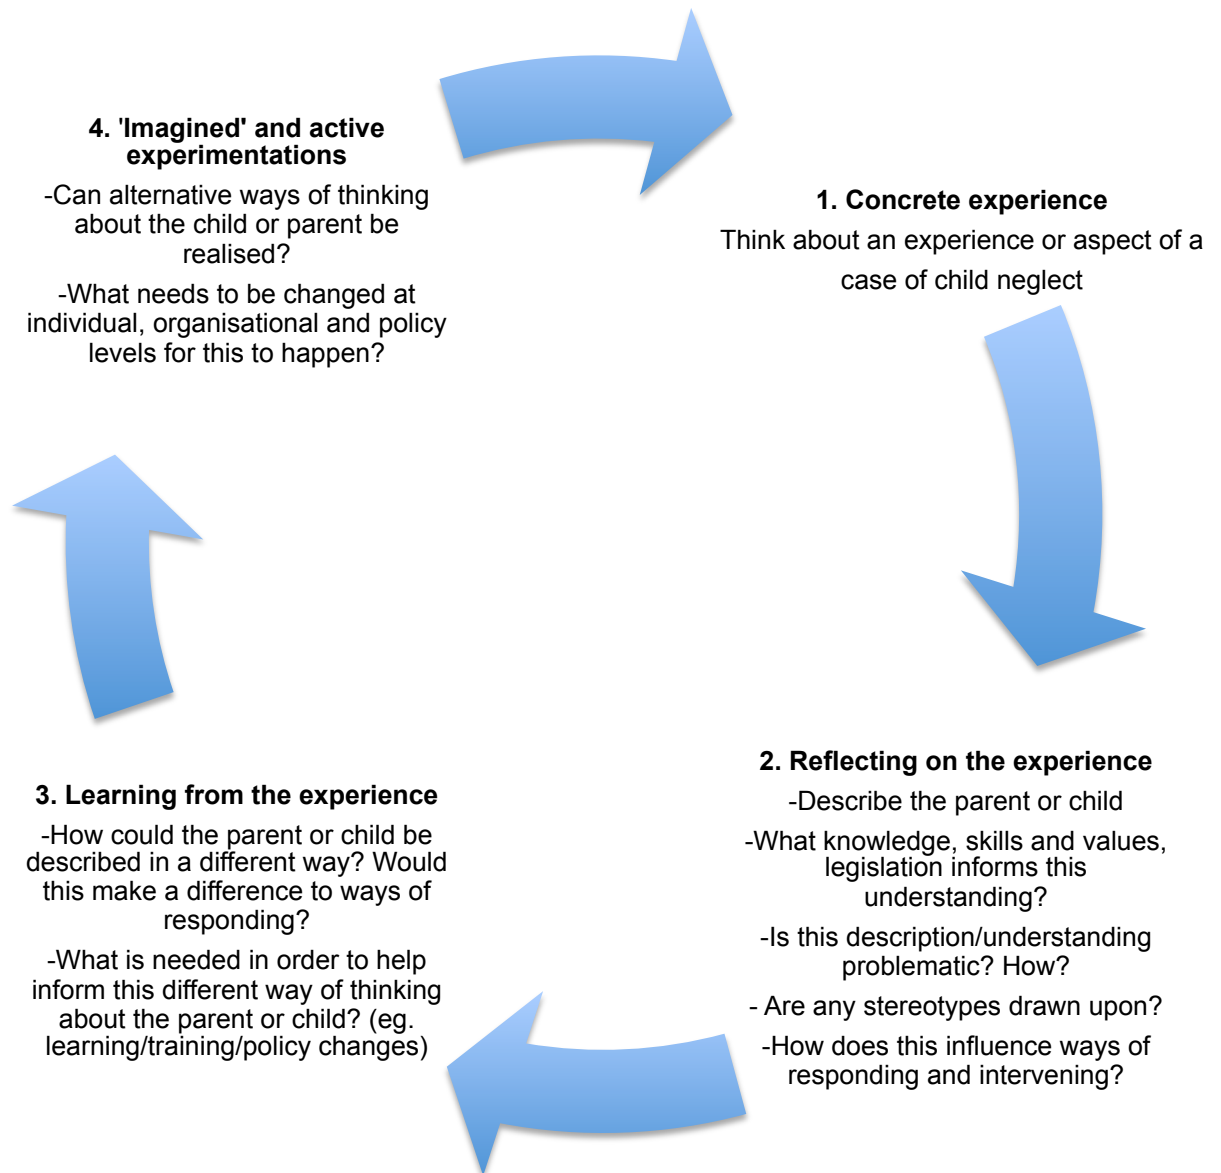 4. 'Imagined' and active
experimentations
-Can alternative ways of thinking
about the child or parent be
realised?
-What needs to be changed at
individual, organisational and policy
levels for this to happen?
1. Concrete experience
Think about an experience or aspect of a
case of child neglect
2. Reflecting on the experience
-Describe the parent or child
-What knowledge, skills and values,
legislation informs this
understanding?
-Is this description/understanding
problematic? How?
- Are any stereotypes drawn upon?
-How does this influence ways of
responding and intervening?
3. Learning from the experience
-How could the parent or child be
described in a different way? Would
this make a difference to ways of
responding?
-What is needed in order to help
inform this different way of thinking
about the parent or child? (eg.
learning/training/policy changes)